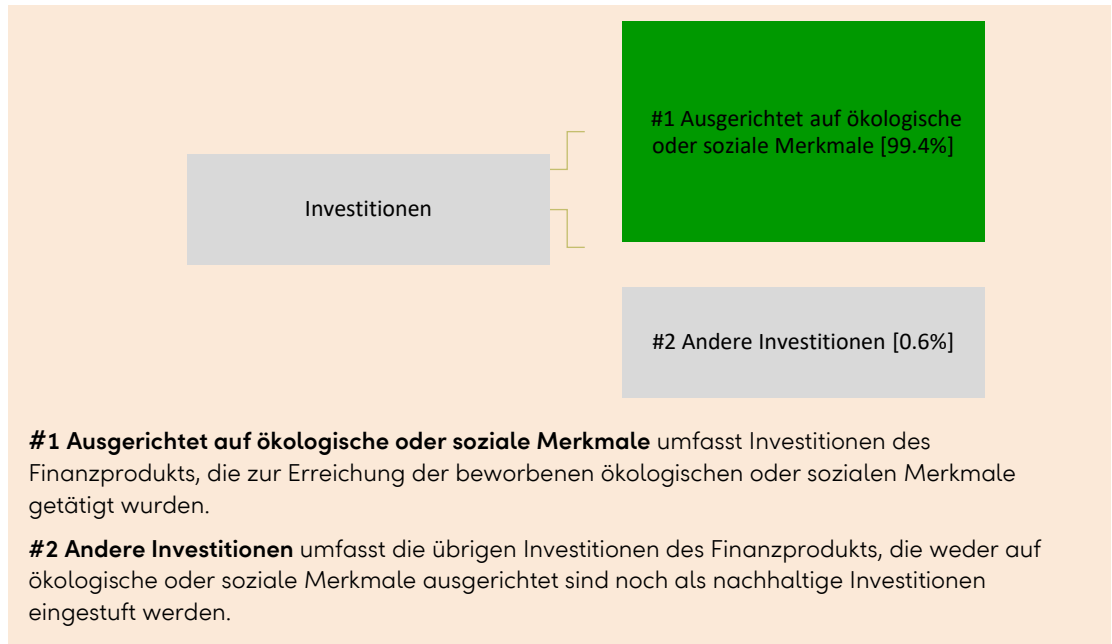 #1 Ausgerichtet auf ökologische
oder soziale Merkmale [99.4%]
Investitionen
#2 Andere Investitionen [0.6%]
#1 Ausgerichtet auf ökologische oder soziale Merkmale umfasst Investitionen des
Finanzprodukts, die zur Erreichung der beworbenen ökologischen oder sozialen Merkmale
getätigt wurden.
#2 Andere Investitionen umfasst die übrigen Investitionen des Finanzprodukts, die weder auf
ökologische oder soziale Merkmale ausgerichtet sind noch als nachhaltige Investitionen
eingestuft werden.